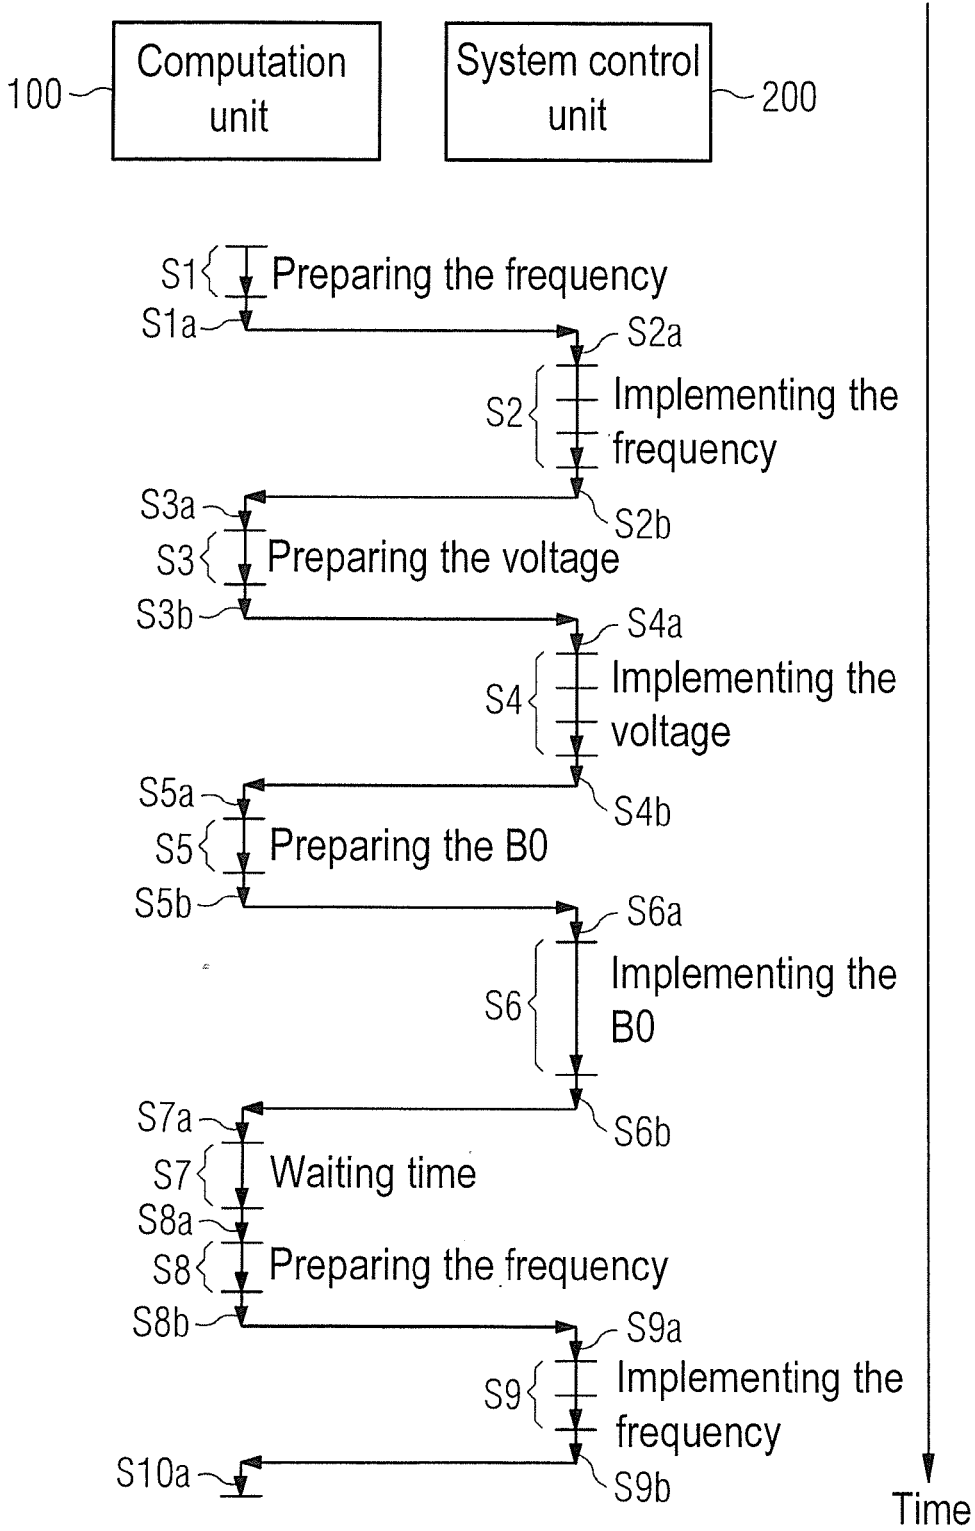 Computation
unit
System control
unit
100
200
S1
Preparing the frequency
S1a
S2a
S2
Implementing the
frequency
S3a
S2b
S3
Preparing the voltage
S3b
S4a
S4
Implementing the
voltage
S5a
S4b
S5
Preparing the B0
S5b
S6a
S6
Implementing the
B0
S7a
S6b
S7
Waiting time
S8a
S8
Preparing the frequency
S8b
S9a
S9
Implementing the
frequency
S10a
S9b
Time